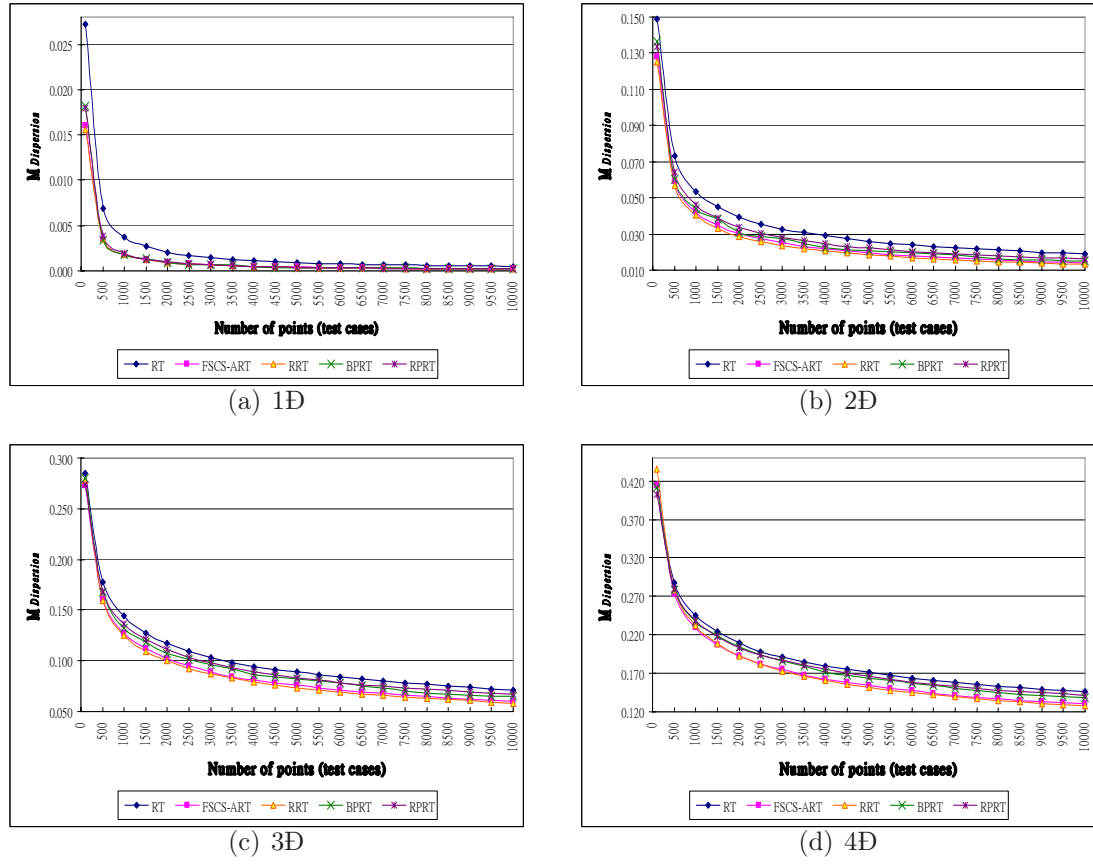 0.025
0.020
0.015
0.010
0.005
0.000
M Dispersion
0 500 1000 1500 2000 2500 3000 3500 4000 4500 5000 5500 6000 6500 7000 7500 8000 8500 9000 9500 10000
Number of points (test cases)
RT FSCS-ART RRT BPRT RPRT
(a) 1Ð
0.150
0.130
0.110
0.090
0.070
0.050
0.030
0.010
M Dispersion
0 500 1000 1500 2000 2500 3000 3500 4000 4500 5000 5500 6000 6500 7000 7500 8000 8500 9000 9500 10000
Number of points (test cases)
RT FSCS-ART RRT BPRT RPRT
(b) 2Ð
0.300
0.250
0.200
0.150
0.100
0.050
M Dispersion
0 500 1000 1500 2000 2500 3000 3500 4000 4500 5000 5500 6000 6500 7000 7500 8000 8500 9000 9500 10000
Number of points (test cases)
RT FSCS-ART RRT BPRT RPRT
(c) 3Ð
0.420
0.370
0.320
0.270
0.220
0.170
0.120
M Dispersion
0 500 1000 1500 2000 2500 3000 3500 4000 4500 5000 5500 6000 6500 7000 7500 8000 8500 9000 9500 10000
Number of points (test cases)
RT FSCS-ART RRT BPRT RPRT
(d) 4Ð